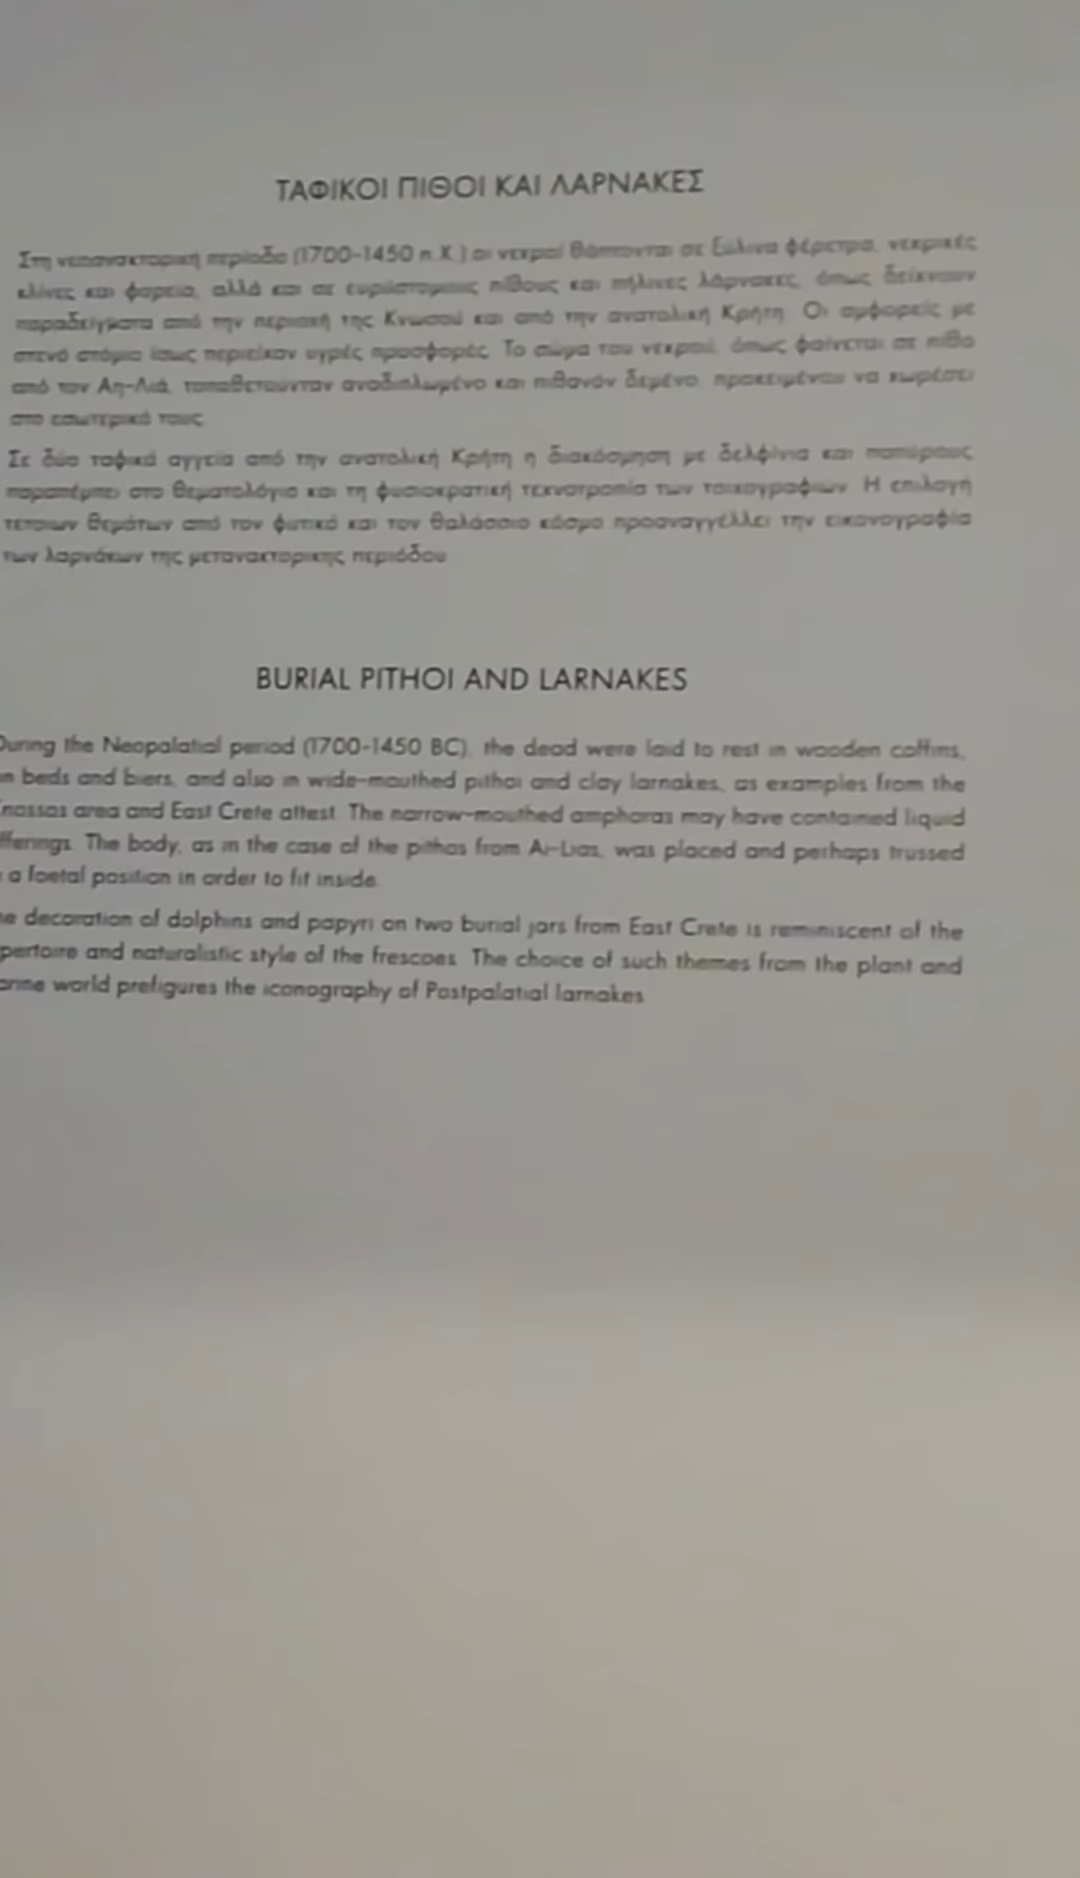 ΤΑΦΙΚΟΙ ΠΙΘΟΙ ΚΑΙ ΛΑΡΝΑΚΕΣ
Στη νεοανακτορική περίοδο (1700-1450 π.Χ.) οι νεκροί θάπτονται σε ξύλινα φέρετρα, νεκρικές
κλίνες και φορεία, αλλά και σε ευρύστομους πίθους και πήλινες λάρνακες, όπως δείχνουν
παραδείγματα από την περιοχή της Κνωσού και από την ανατολική Κρήτη. Οι αμφορείς με
στενό στόμιο ίσως περιείχαν υγρές προσφορές. Το σώμα του νεκρού, όπως φαίνεται σε πίθο
από τον Αη-Λιά, τοποθετούνταν αναδιπλωμένο και πιθανόν δεμένο, προκειμένου να χωρέσει
στο εσωτερικό τους.
Σε δύο ταφικά αγγεία από την ανατολική Κρήτη η διακόσμηση με δελφίνια και παπύρους
παραπέμπει στο θεματολόγιο και τη φυσιοκρατική τεχνοτροπία των τοιχογραφιών. Η επιλογή
τέτοιων θεμάτων από τον φυτικό και τον θαλάσσιο κόσμο προαναγγέλλει την εικονογραφία
των λαρνάκων της μετανακτορικής περιόδου.
BURIAL PITHOI AND LARNAKES
During the Neopalatial period (1700-1450 BC), the dead were laid to rest in wooden coffins,
n beds and biers, and also in wide-mouthed pithoi and clay larnakes, as examples from the
nossos area and East Crete attest. The narrow-mouthed amphoras may have contained liquid
fferings. The body, as in the case of the pithos from Ai-Lias, was placed and perhaps trussed
a foetal position in order to fit inside.
e decoration of dolphins and papyri on two burial jars from East Crete is reminiscent of the
pertoire and naturalistic style of the frescoes. The choice of such themes from the plant and
arine world prefigures the iconography of Postpalatial larnakes.